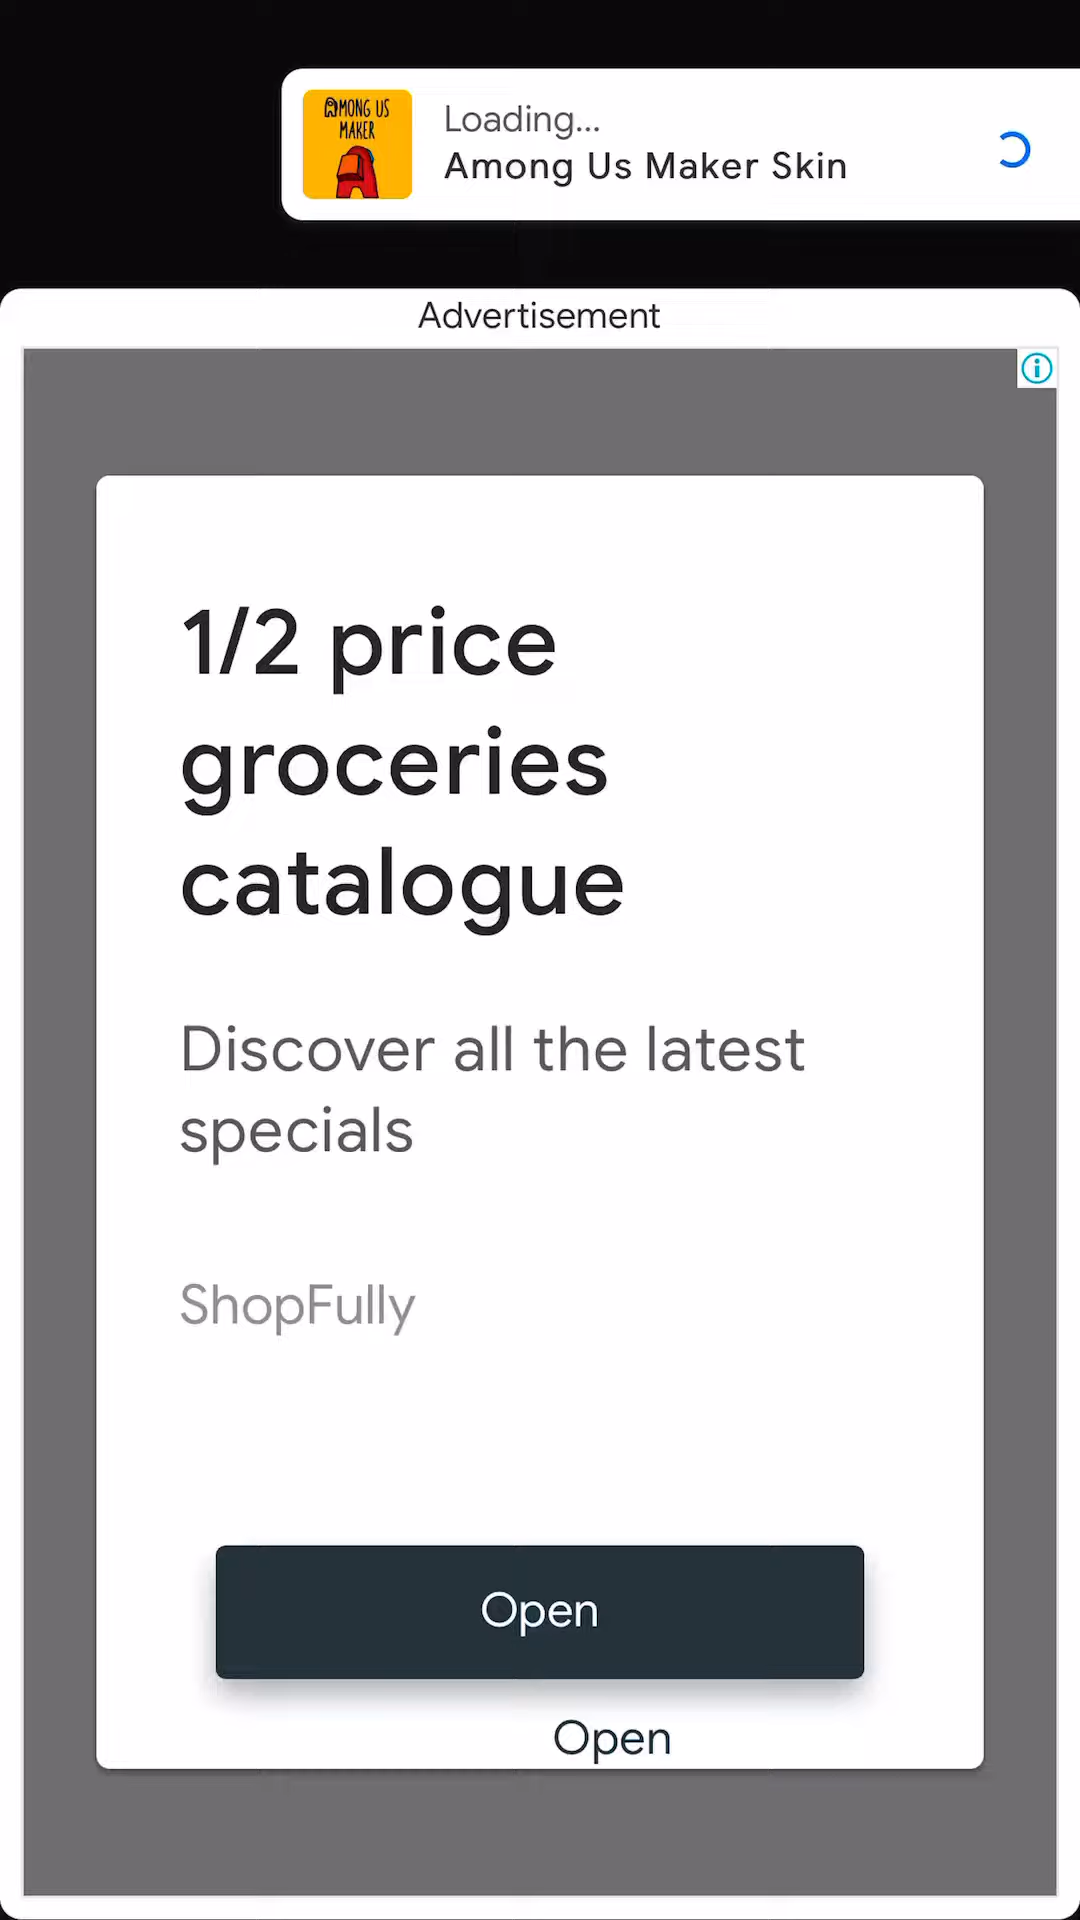 AMONG US
MAKER
Loading...
Among Us Maker Skin
Advertisement
1/2 price
groceries
catalogue
Discover all the latest
specials
ShopFully
Open
Open